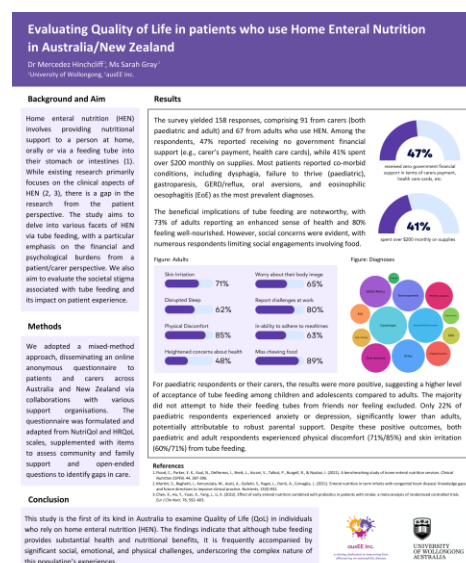 Evaluating Quality of Life in patients who use Home Enteral Nutrition
in Australia/New Zealand
Dr Mercedez Hinchcliff, Ms Sarah Gray
University of Wollongong, ausEE Inc.
Background and Aim
Home enteral nutrition (HEN)
involves providing nutritional
support to a person at home,
orally or via a feeding tube into
their stomach or intestines (1).
While existing research primarily
focuses on the clinical aspects of
HEN (2, 3), there is a gap in the
research from the patient
perspective. The study aims to
delve into various facets of HEN
via tube feeding, with a particular
emphasis on the financial and
psychological burdens from a
patient/carer perspective. We also
aim to evaluate the societal stigma
associated with tube feeding and
its impact on patient experience.
Methods
We adopted a mixed-method
approach, disseminating an online
anonymous questionnaire to
patients and carers across
Australia and New Zealand via
collaborations with various
support organisations. The
questionnaire was formulated and
adapted from NutriQol and HRQoL
scales, supplemented with items
to assess community and family
support and open-ended
questions to identify gaps in care.
Results
The survey yielded 158 responses, comprising 91 from carers (both
paediatric and adult) and 67 from adults who use HEN. Among the
respondents, 47% reported receiving no government financial
support (e.g., carer's payment, health care cards), while 41% spent
over $200 monthly on supplies. Most patients reported co-morbid
conditions, including dysphagia, failure to thrive (paediatric),
gastroparesis, GERD/reflux, oral aversions, and eosinophilic
oesophagitis (EoE) as the most prevalent diagnoses.
The beneficial implications of tube feeding are noteworthy, with
73% of adults reporting an enhanced sense of health and 80%
feeling well-nourished. However, social concerns were evident, with
numerous respondents limiting social engagements involving food.
47%
received zero government financial
support in terms of carers payment,
health care cards, etc.
41%
spent over $200 monthly on supplies
Figure: Adults
Skin Irritation
71%
Disrupted Sleep
62%
Physical Discomfort
85%
Heightened concerns about health
48%
Worry about their body image
65%
Report challenges at work
80%
In-ability to adhere to mealtimes
63%
Miss chewing food
89%
Figure: Diagnoses
Dysphagia
For paediatric respondents or their carers, the results were more positive, suggesting a higher level
of acceptance of tube feeding among children and adolescents compared to adults. The majority
did not attempt to hide their feeding tubes from friends nor feeling excluded. Only 22% of
paediatric respondents experienced anxiety or depression, significantly lower than adults,
potentially attributable to robust parental support. Despite these positive outcomes, both
paediatric and adult respondents experienced physical discomfort (71%/85%) and skin irritation
(60%/71%) from tube feeding.
References
Conclusion
This study is the first of its kind in Australia to examine Quality of Life (QoL) in individuals
who rely on home enteral nutrition (HEN). The findings indicate that although tube feeding
provides substantial health and nutritional benefits, it is frequently accompanied by
significant social, emotional, and physical challenges, underscoring the complex nature of
this population's experiences.
ausEE Inc.
UNIVERSITY
OF WOLLONGONG
AUSTRALIA